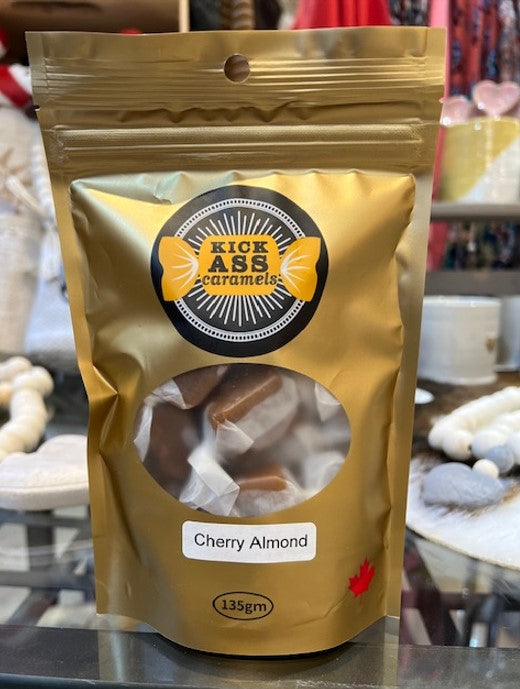 KICK
ASS
caramels
Cherry Almond
135gm